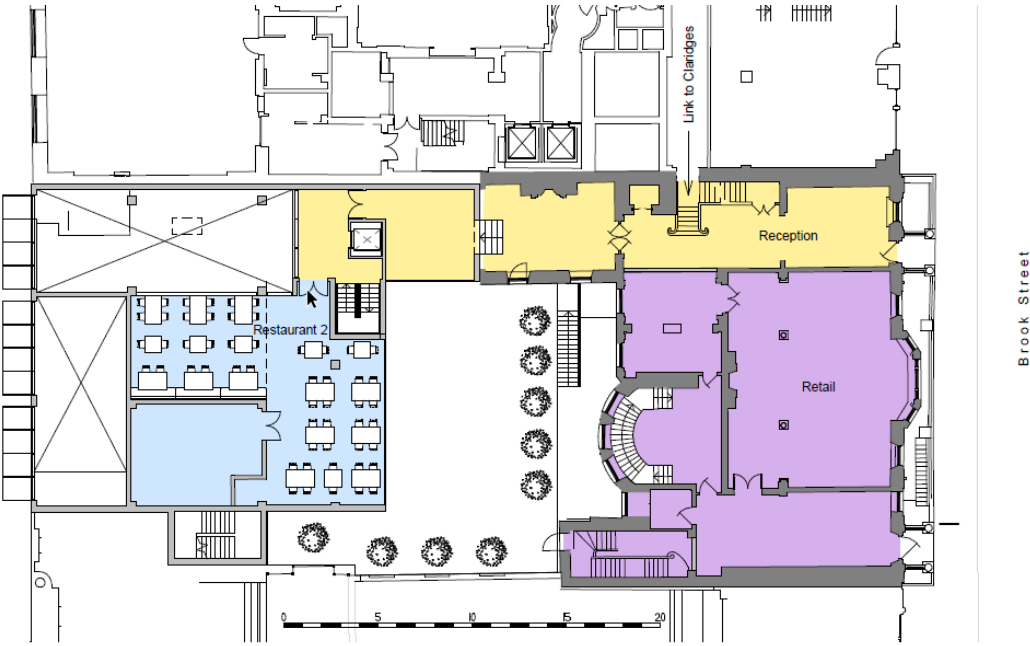 Link to Claridges
Reception
Restaurant 2
Retail
Brook Street
0 5 10 15 20